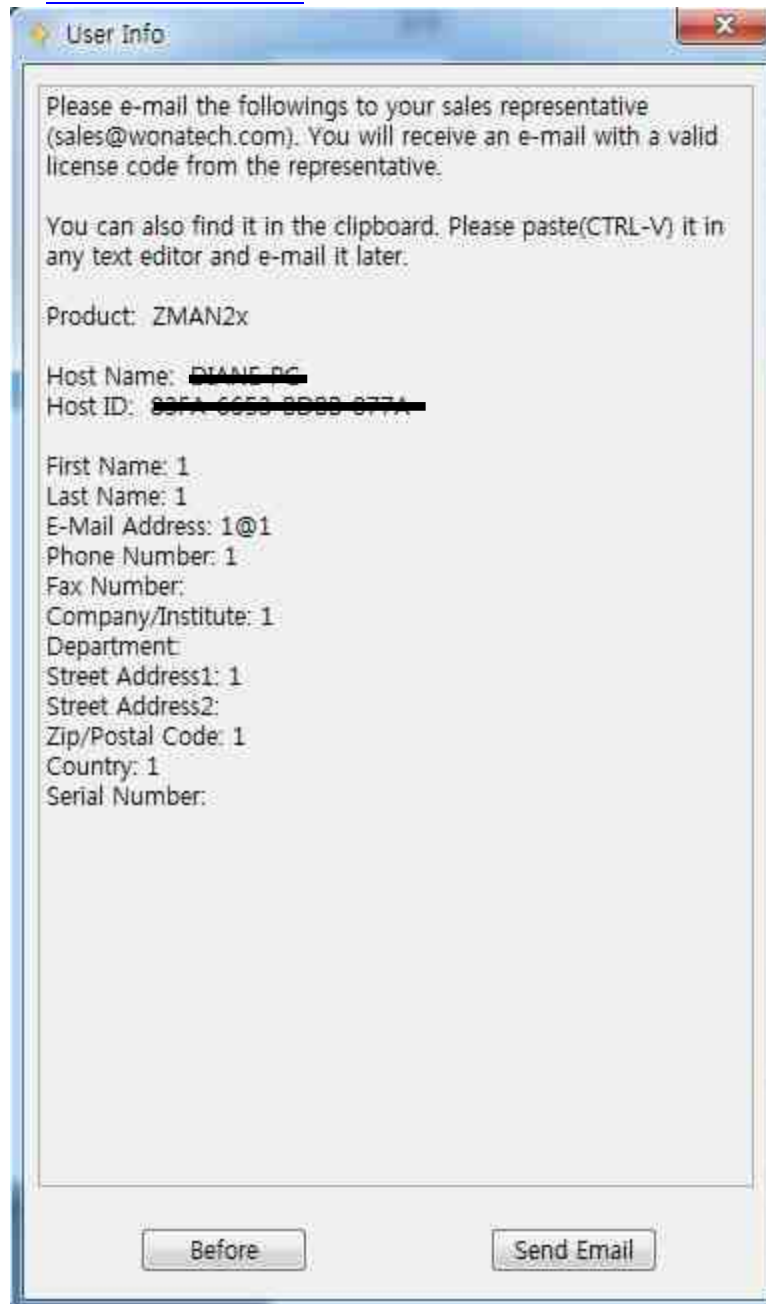 User Info
Please e-mail the followings to your sales representative
(sales@wonatech.com). You will receive an e-mail with a valid
license code from the representative.
You can also find it in the clipboard. Please paste(CTRL-V) it in
any text editor and e-mail it later.
Product: ZMAN2x
Host Name:
Host ID:
First Name: 1
Last Name: 1
E-Mail Address: 1@1
Phone Number: 1
Fax Number:
Company/Institute: 1
Department:
Street Address1: 1
Street Address2:
Zip/Postal Code: 1
Country: 1
Serial Number:
Before
Send Email